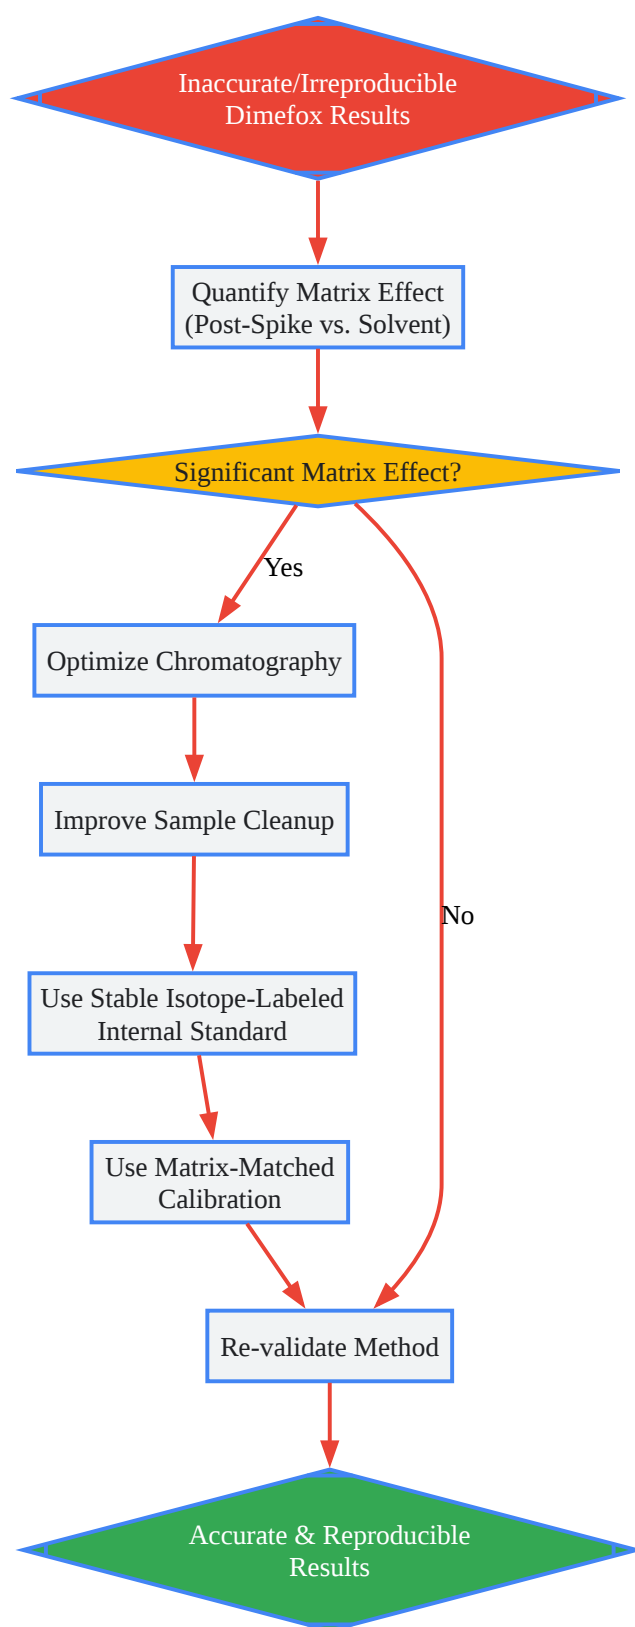 Inaccurate/Irreproducible
Dimefox Results
Quantify Matrix Effect
(Post-Spike vs. Solvent)
Significant Matrix Effect?
Yes
Optimize Chromatography
Improve Sample Cleanup
No
Use Stable Isotope-Labeled
Internal Standard
Use Matrix-Matched
Calibration
Re-validate Method
Accurate & Reproducible
Results